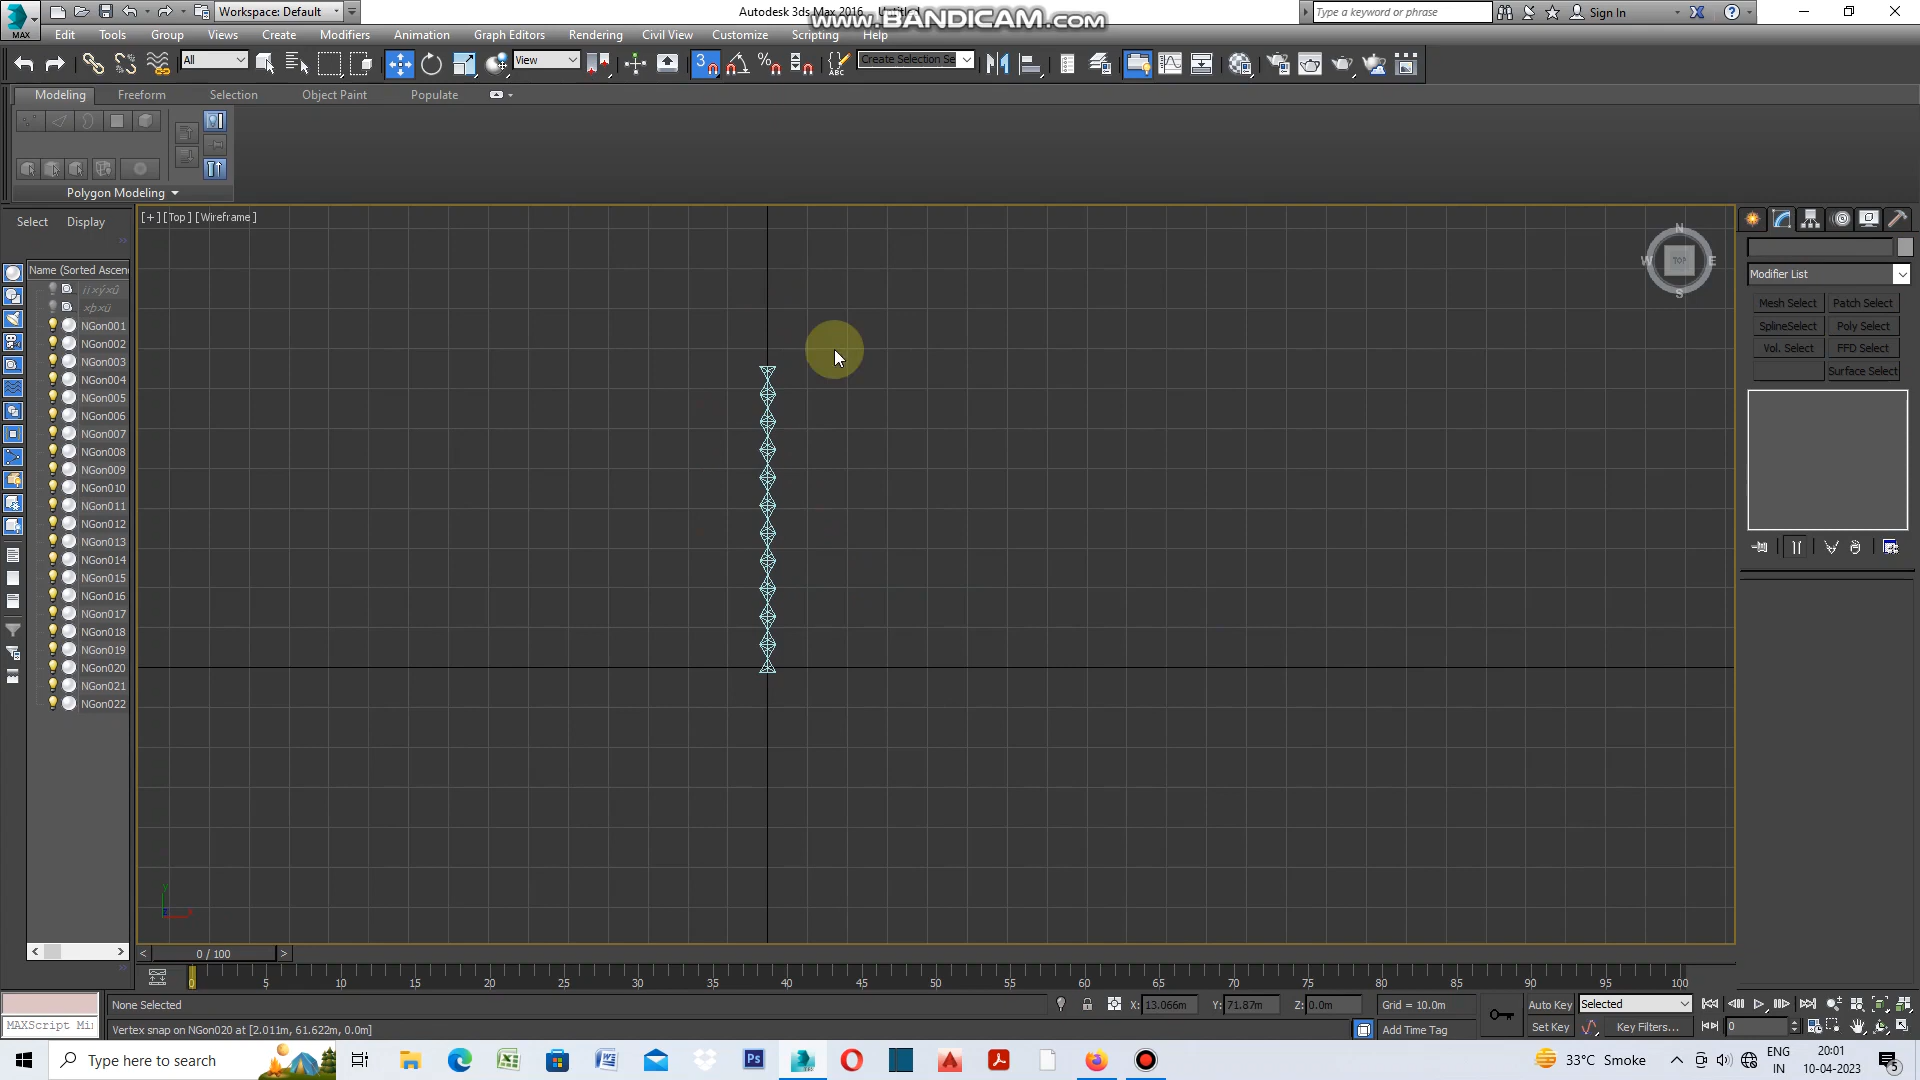 MAX
Workspace: Default
Autodesk 3ds Max 2016
Untitled
www.BANDICAM.com
Type a keyword or phrase
Sign In
Edit
Tools
Group
Views
Create
Modifiers
Animation
Graph Editors
Rendering
Civil View
Customize
Scripting
Help
All
View
3
Create Selection Se
Modeling
Freeform
Selection
Object Paint
Populate
Polygon Modeling
Select
Display
[+] [Top] [Wireframe]
N
W
TOP
E
S
Name (Sorted Ascen
NGon001
NGon002
NGon003
NGon004
NGon005
NGon006
NGon007
NGon008
NGon009
NGon010
NGon011
NGon012
NGon013
NGon014
NGon015
NGon016
NGon017
NGon018
NGon019
NGon020
NGon021
NGon022
Modifier List
Mesh Select
Patch Select
SplineSelect
Poly Select
Vol. Select
FFD Select
Surface Select
0 / 100
0 5 10 15 20 25 30 35 40 45 50 55 60 65 70 75 80 85 90 95 100
None Selected
X: 13.066m
Y: 71.87m
Z: 0.0m
Grid = 10.0m
Auto Key
Selected
MAXScript Mi
Vertex snap on NGon020 at [2.011m, 61.622m, 0.0m]
Add Time Tag
Set Key
Key Filters...
0
Type here to search
33°C Smoke
ENG
IN
20:01
10-04-2023
5